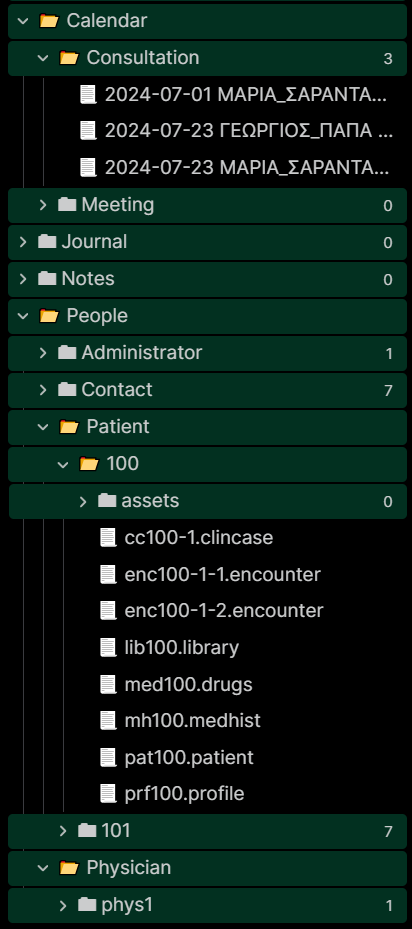 Calendar
Consultation 3
2024-07-01 ΜΑΡΙΑ_ΣΑΡΑΝΤΑ...
2024-07-23 ΓΕΩΡΓΙΟΣ_ΠΑΠΑ ...
2024-07-23 ΜΑΡΙΑ_ΣΑΡΑΝΤΑ...
Meeting 0
Journal 0
Notes 0
People
Administrator 1
Contact 7
Patient
100
assets 0
cc100-1.clincase
enc100-1-1.encounter
enc100-1-2.encounter
lib100.library
med100.drugs
mh100.medhist
pat100.patient
prf100.profile
101 7
Physician
phys1 1